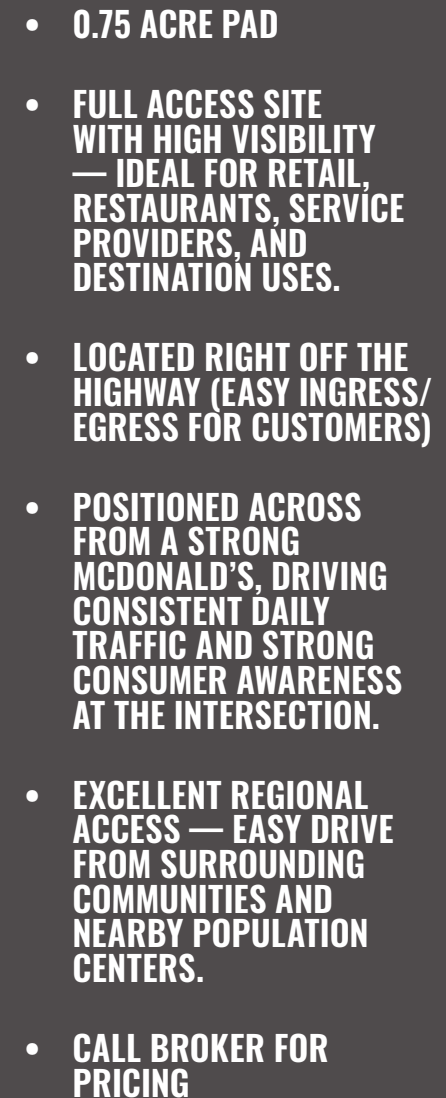 • 0.75 ACRE PAD
• FULL ACCESS SITE
WITH HIGH VISIBILITY
— IDEAL FOR RETAIL,
RESTAURANTS, SERVICE
PROVIDERS, AND
DESTINATION USES.
• LOCATED RIGHT OFF THE
HIGHWAY (EASY INGRESS/
EGRESS FOR CUSTOMERS)
• POSITIONED ACROSS
FROM A STRONG
MCDONALD’S, DRIVING
CONSISTENT DAILY
TRAFFIC AND STRONG
CONSUMER AWARENESS
AT THE INTERSECTION.
• EXCELLENT REGIONAL
ACCESS — EASY DRIVE
FROM SURROUNDING
COMMUNITIES AND
NEARBY POPULATION
CENTERS.
• CALL BROKER FOR
PRICING